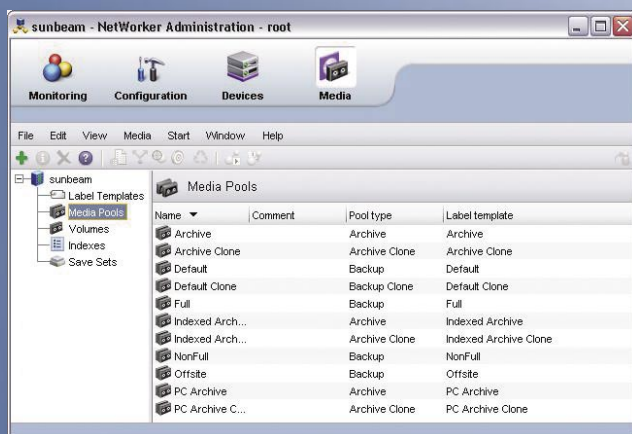 sunbeam - NetWorker Administration - root
Monitoring Configuration Devices Media
File Edit View Media Start Window Help
sunbeam
Label Templates
Media Pools
Volumes
Indexes
Save Sets
Media Pools
Name Comment Pool type Label template
Archive Archive Archive
Archive Clone Archive Clone Archive Clone
Default Backup Default
Default Clone Backup Clone Default Clone
Full Backup Full
Indexed Arch... Archive Indexed Archive
Indexed Arch... Archive Clone Indexed Archive Clone
NonFull Backup NonFull
Offsite Backup Offsite
PC Archive Archive PC Archive
PC Archive C... Archive Clone PC Archive Clone